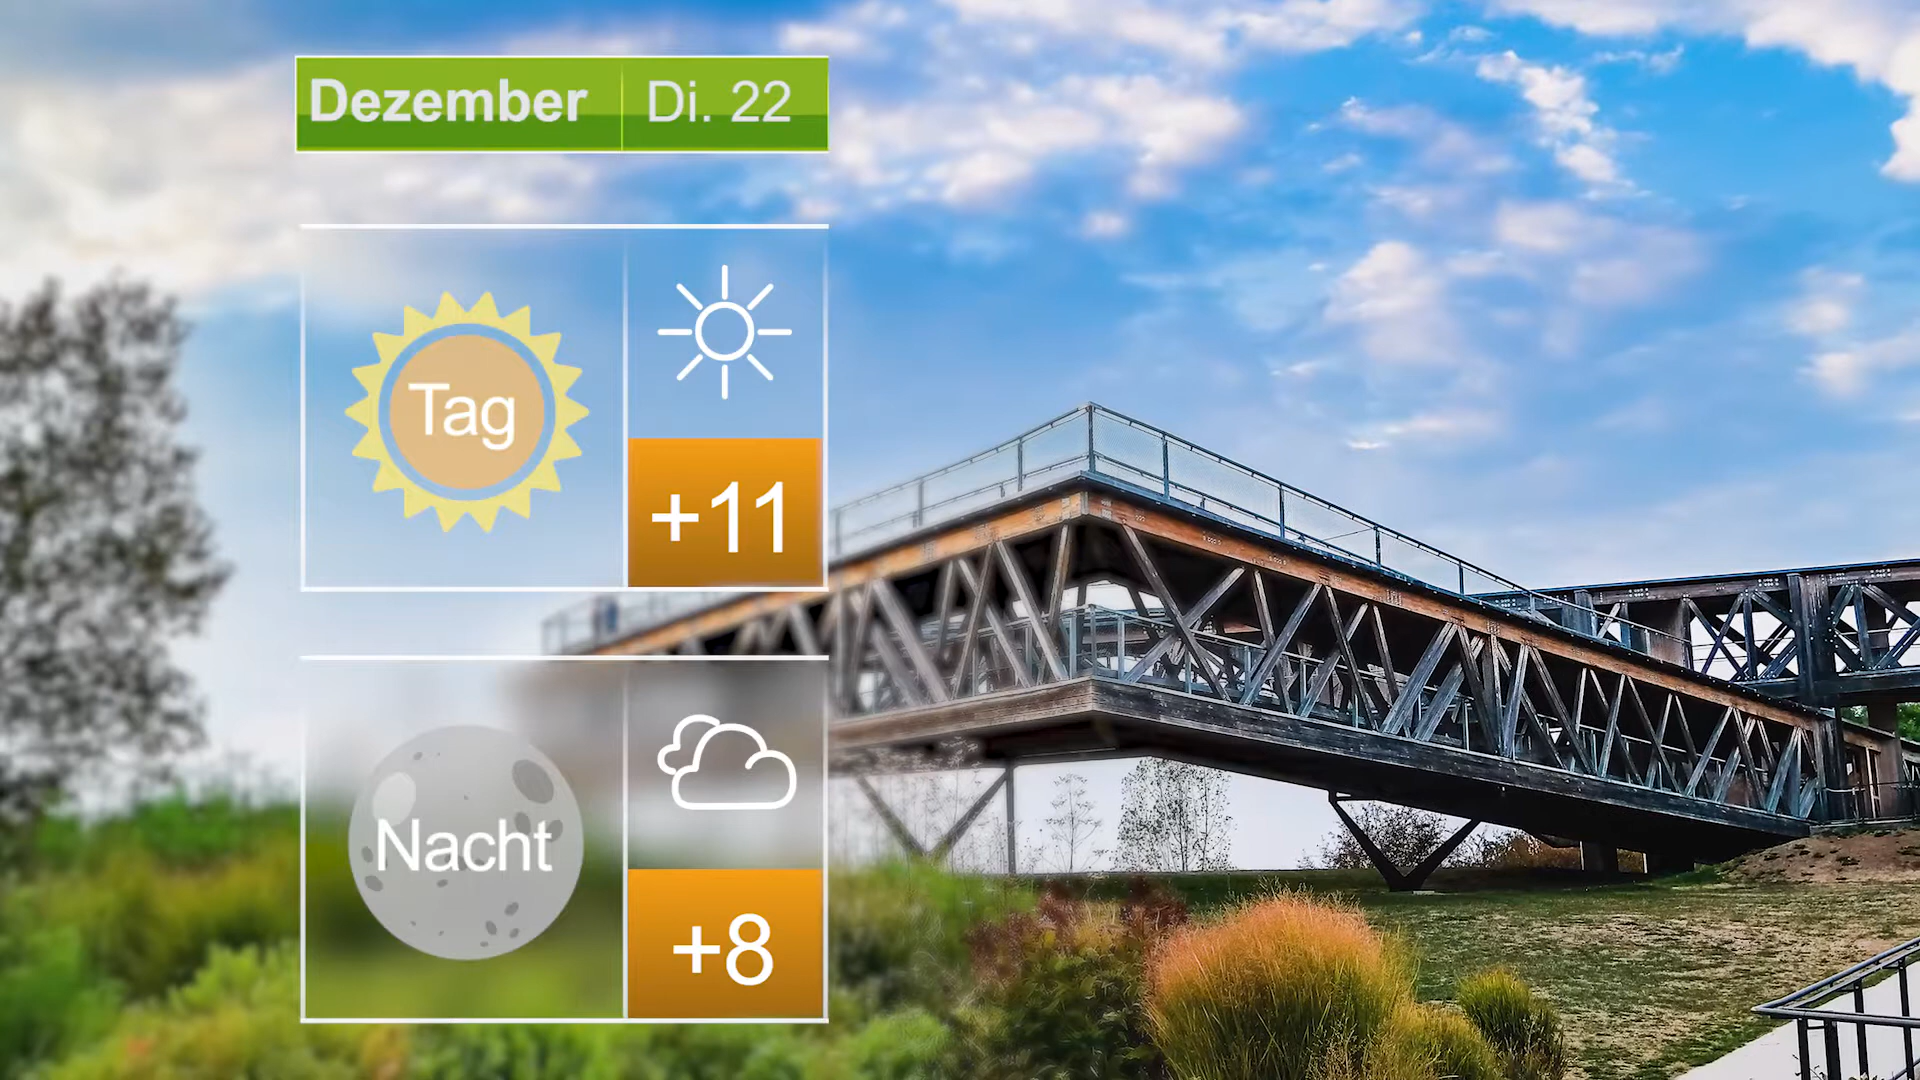 Dezember Di. 22
Tag
+11
Nacht
+8